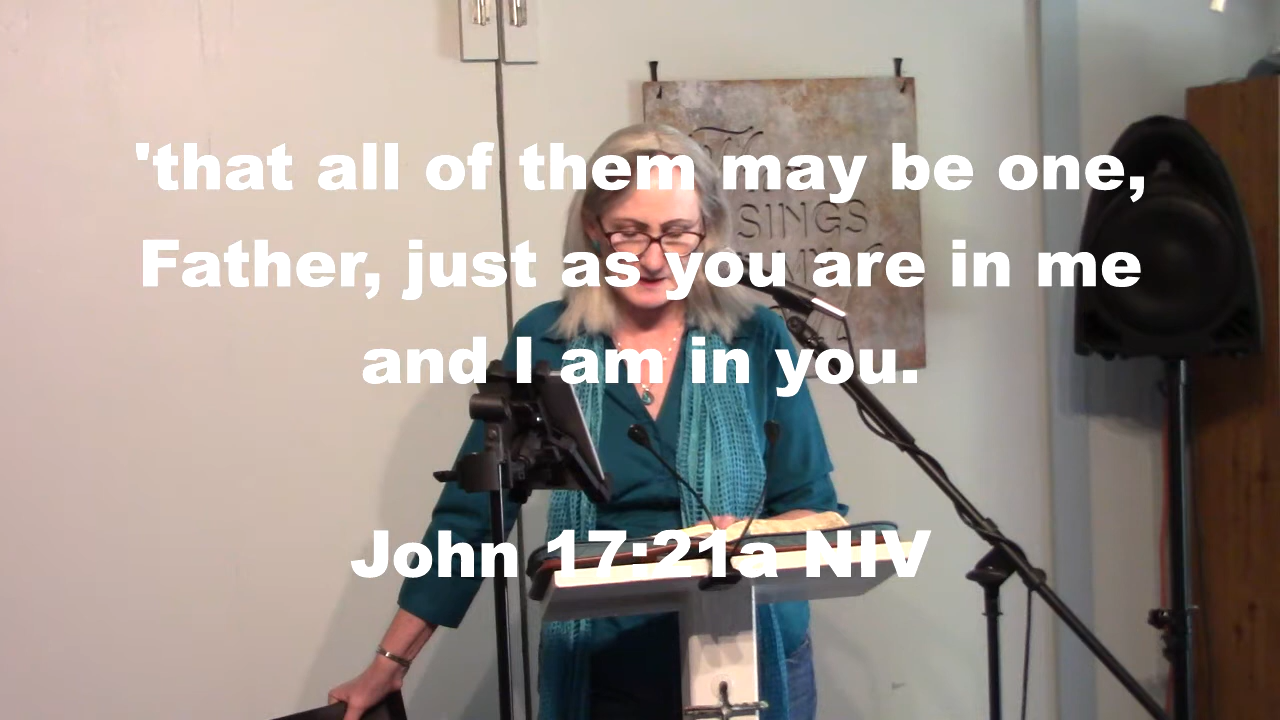 'that all of them may be one,
Father, just as you are in me
and I am in you.
John 17:21a NIV
SINGS